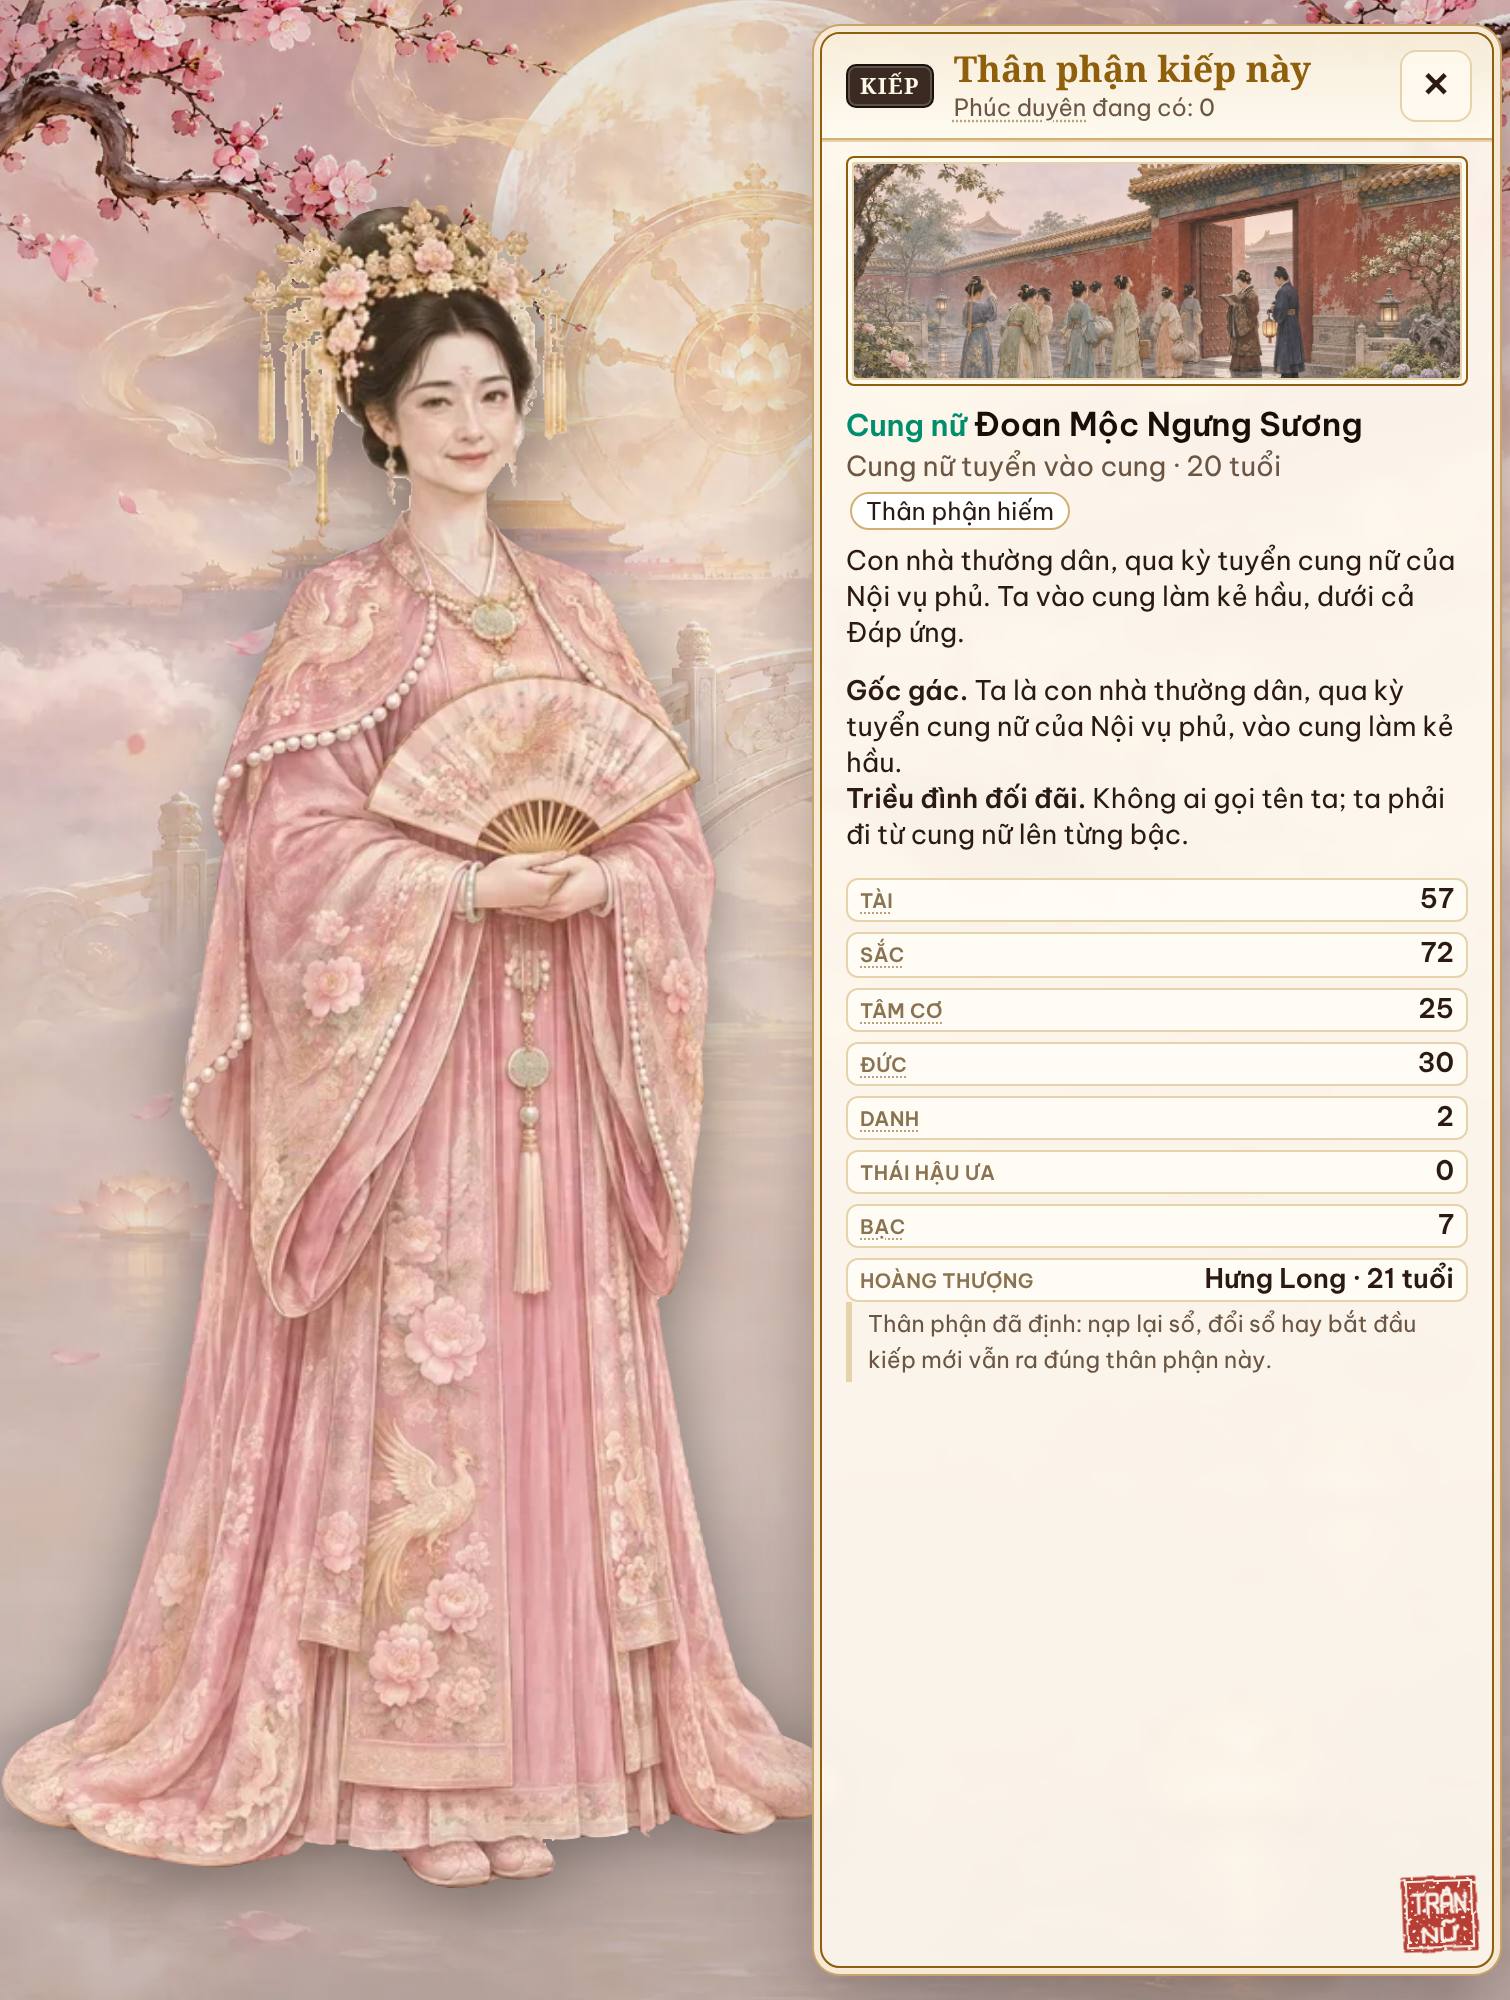 KIẾP
Thân phận kiếp này
Phúc duyên đang có: 0
✕
Cung nữ Đoan Mộc Ngưng Sương
Cung nữ tuyển vào cung · 20 tuổi
Thân phận hiếm
Con nhà thường dân, qua kỳ tuyển cung nữ của
Nội vụ phủ. Ta vào cung làm kẻ hầu, dưới cả
Đáp ứng.
Gốc gác. Ta là con nhà thường dân, qua kỳ
tuyển cung nữ của Nội vụ phủ, vào cung làm kẻ
hầu.
Triều đình đối đãi. Không ai gọi tên ta; ta phải
đi từ cung nữ lên từng bậc.
TÀI 57
SẮC 72
TÂM CƠ 25
ĐỨC 30
DANH 2
THÁI HẬU ƯA 0
BẠC 7
HOÀNG THƯỢNG Hưng Long · 21 tuổi
Thân phận đã định: nạp lại sổ, đổi sổ hay bắt đầu
kiếp mới vẫn ra đúng thân phận này.
TRÂN
NỮ